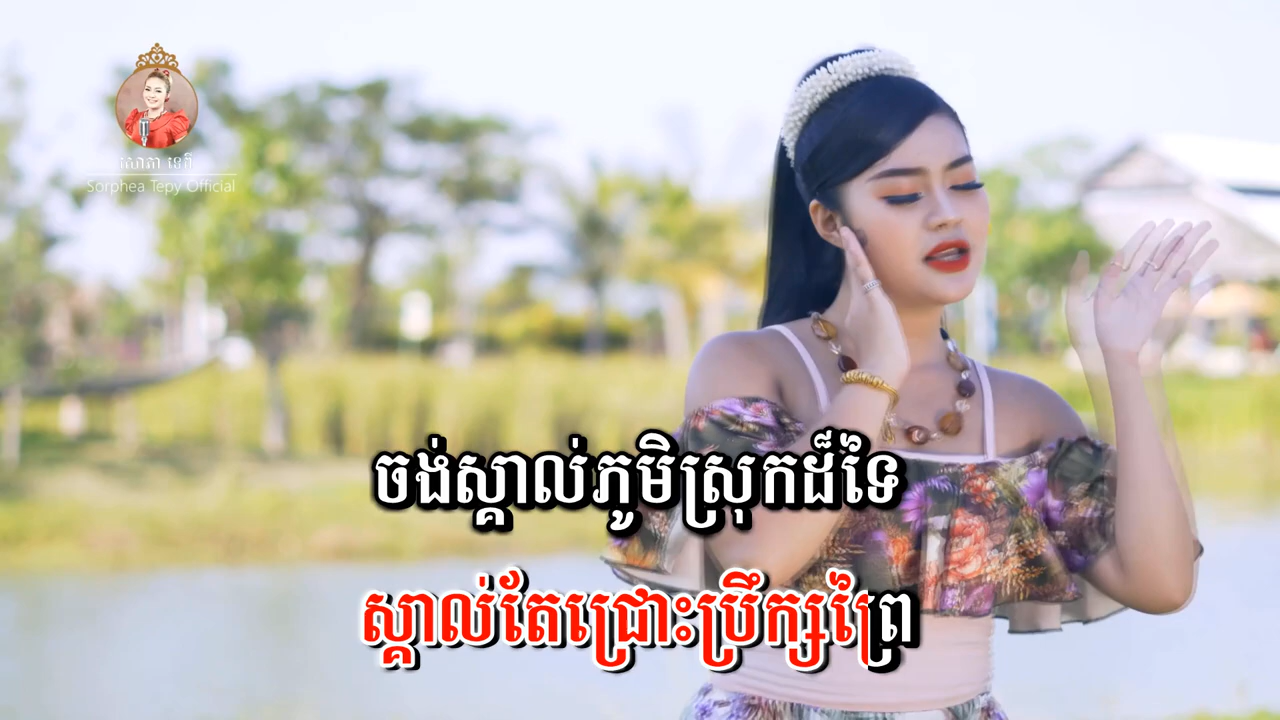 សោភា ទេពី
Sorphea Tepy Official
ចង់ស្គាល់ភូមិស្រុកដ៏ទៃ
ស្គាល់តែជ្រោះប្រឹក្សព្រៃ